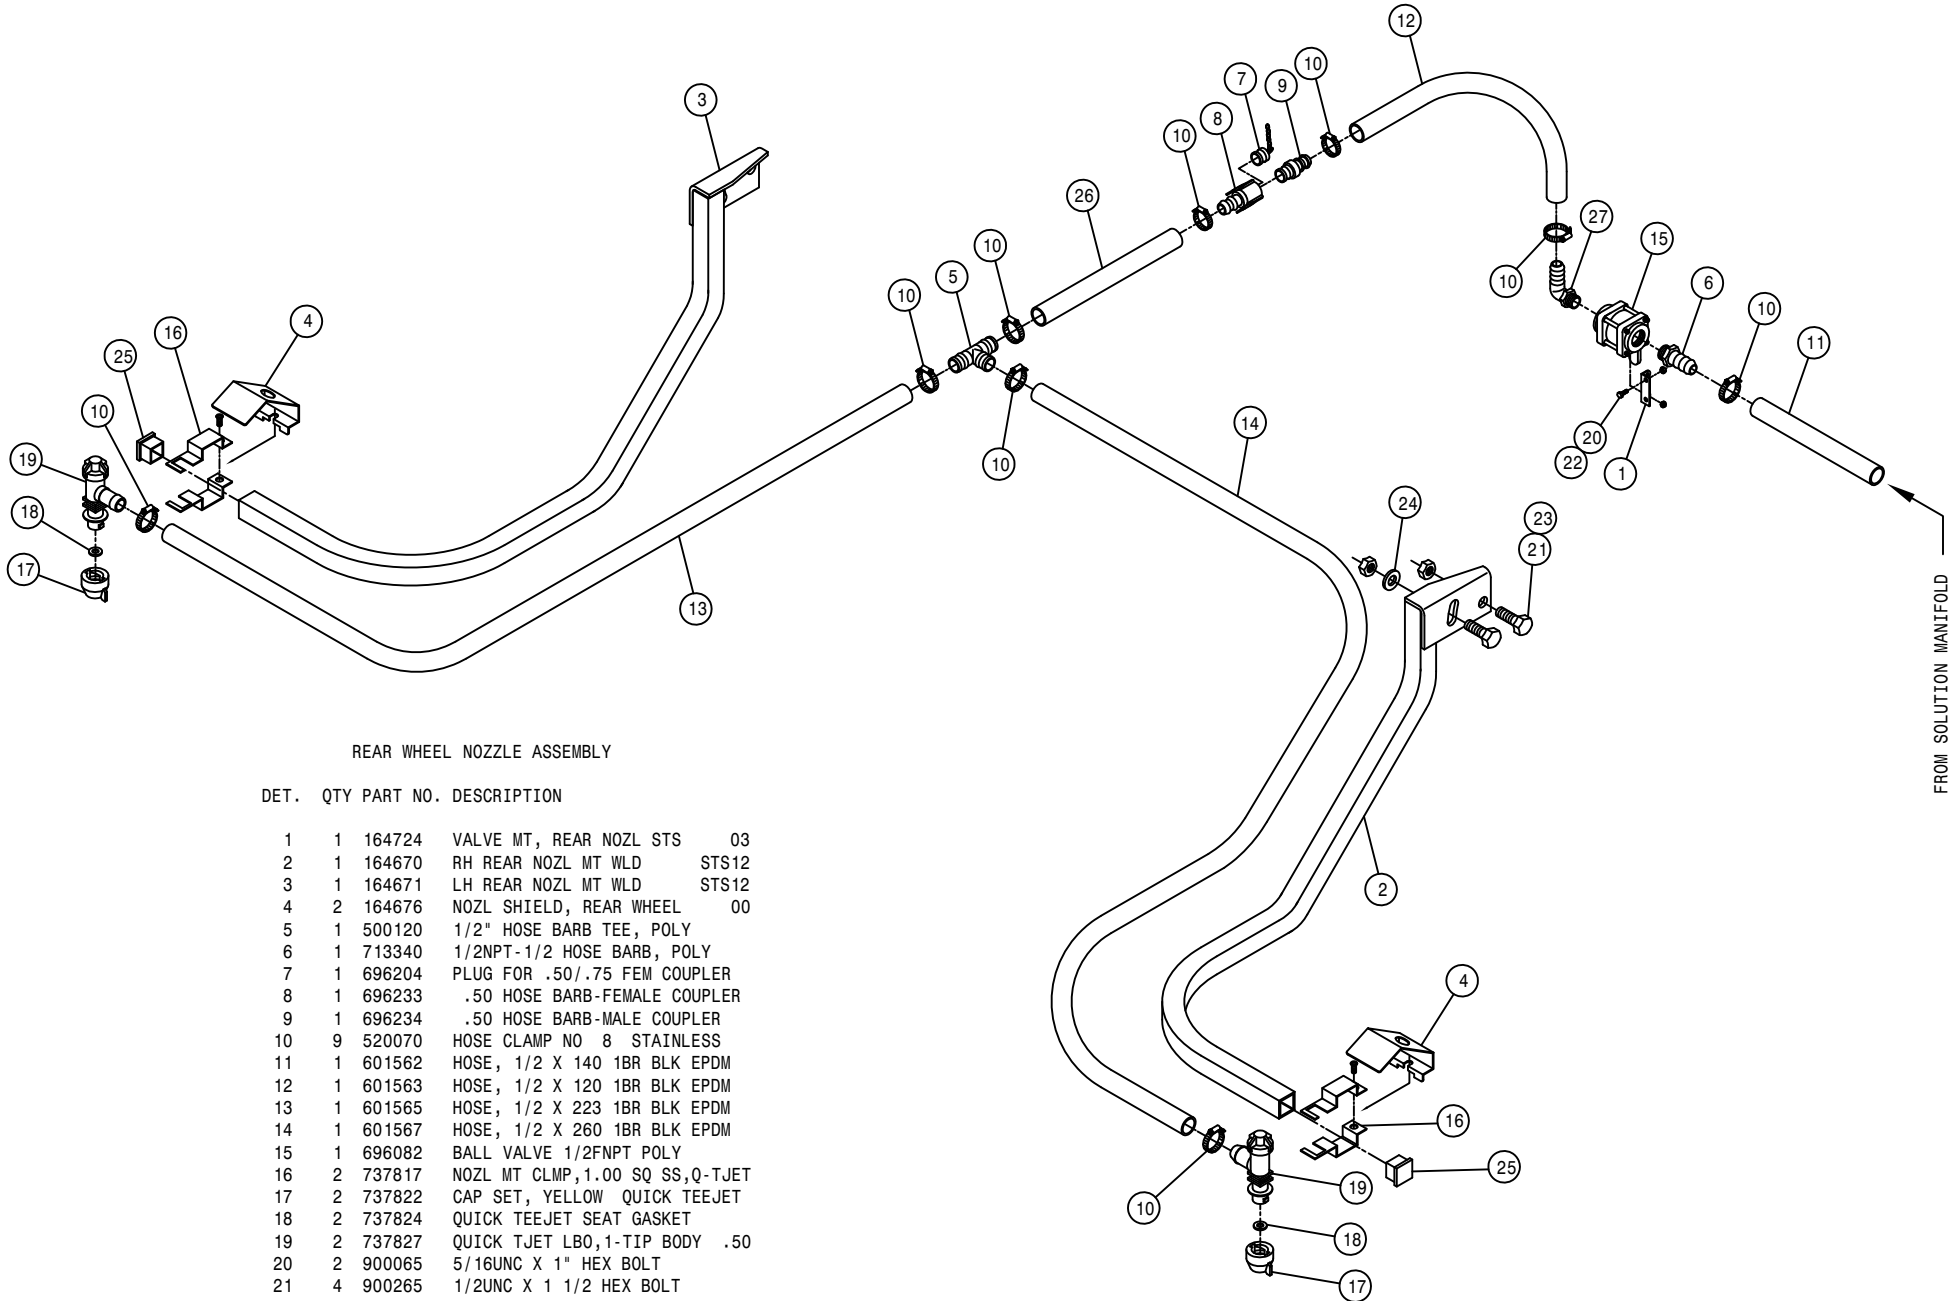 12
10
7
9
3
8
10
26
27
10
15
5
10
6
10
10
4
16
11
25
10
14
20
19
10
22
1
24
23
18
21
17
13
FROM SOLUTION MANIFOLD
REAR WHEEL NOZZLE ASSEMBLY
DET. QTY PART NO. DESCRIPTION
1 1 164724 VALVE MT, REAR NOZL STS 03
2 1 164670 RH REAR NOZL MT WLD STS12
3 1 164671 LH REAR NOZL MT WLD STS12
4 2 164676 NOZL SHIELD, REAR WHEEL 00
5 1 500120 1/2" HOSE BARB TEE, POLY
6 1 713340 1/2NPT-1/2 HOSE BARB, POLY
7 1 696204 PLUG FOR .50/.75 FEM COUPLER
8 1 696233 .50 HOSE BARB-FEMALE COUPLER
9 1 696234 .50 HOSE BARB-MALE COUPLER
10 9 520070 HOSE CLAMP NO 8 STAINLESS
11 1 601562 HOSE, 1/2 X 140 1BR BLK EPDM
12 1 601563 HOSE, 1/2 X 120 1BR BLK EPDM
13 1 601565 HOSE, 1/2 X 223 1BR BLK EPDM
14 1 601567 HOSE, 1/2 X 260 1BR BLK EPDM
15 1 696082 BALL VALVE 1/2FNPT POLY
16 2 737817 NOZL MT CLMP,1.00 SQ SS,Q-TJET
17 2 737822 CAP SET, YELLOW QUICK TEEJET
18 2 737824 QUICK TEEJET SEAT GASKET
19 2 737827 QUICK TJET LBO,1-TIP BODY .50
20 2 900065 5/16UNC X 1" HEX BOLT
21 4 900265 1/2UNC X 1 1/2 HEX BOLT
2
4
16
25
19
10
18
17